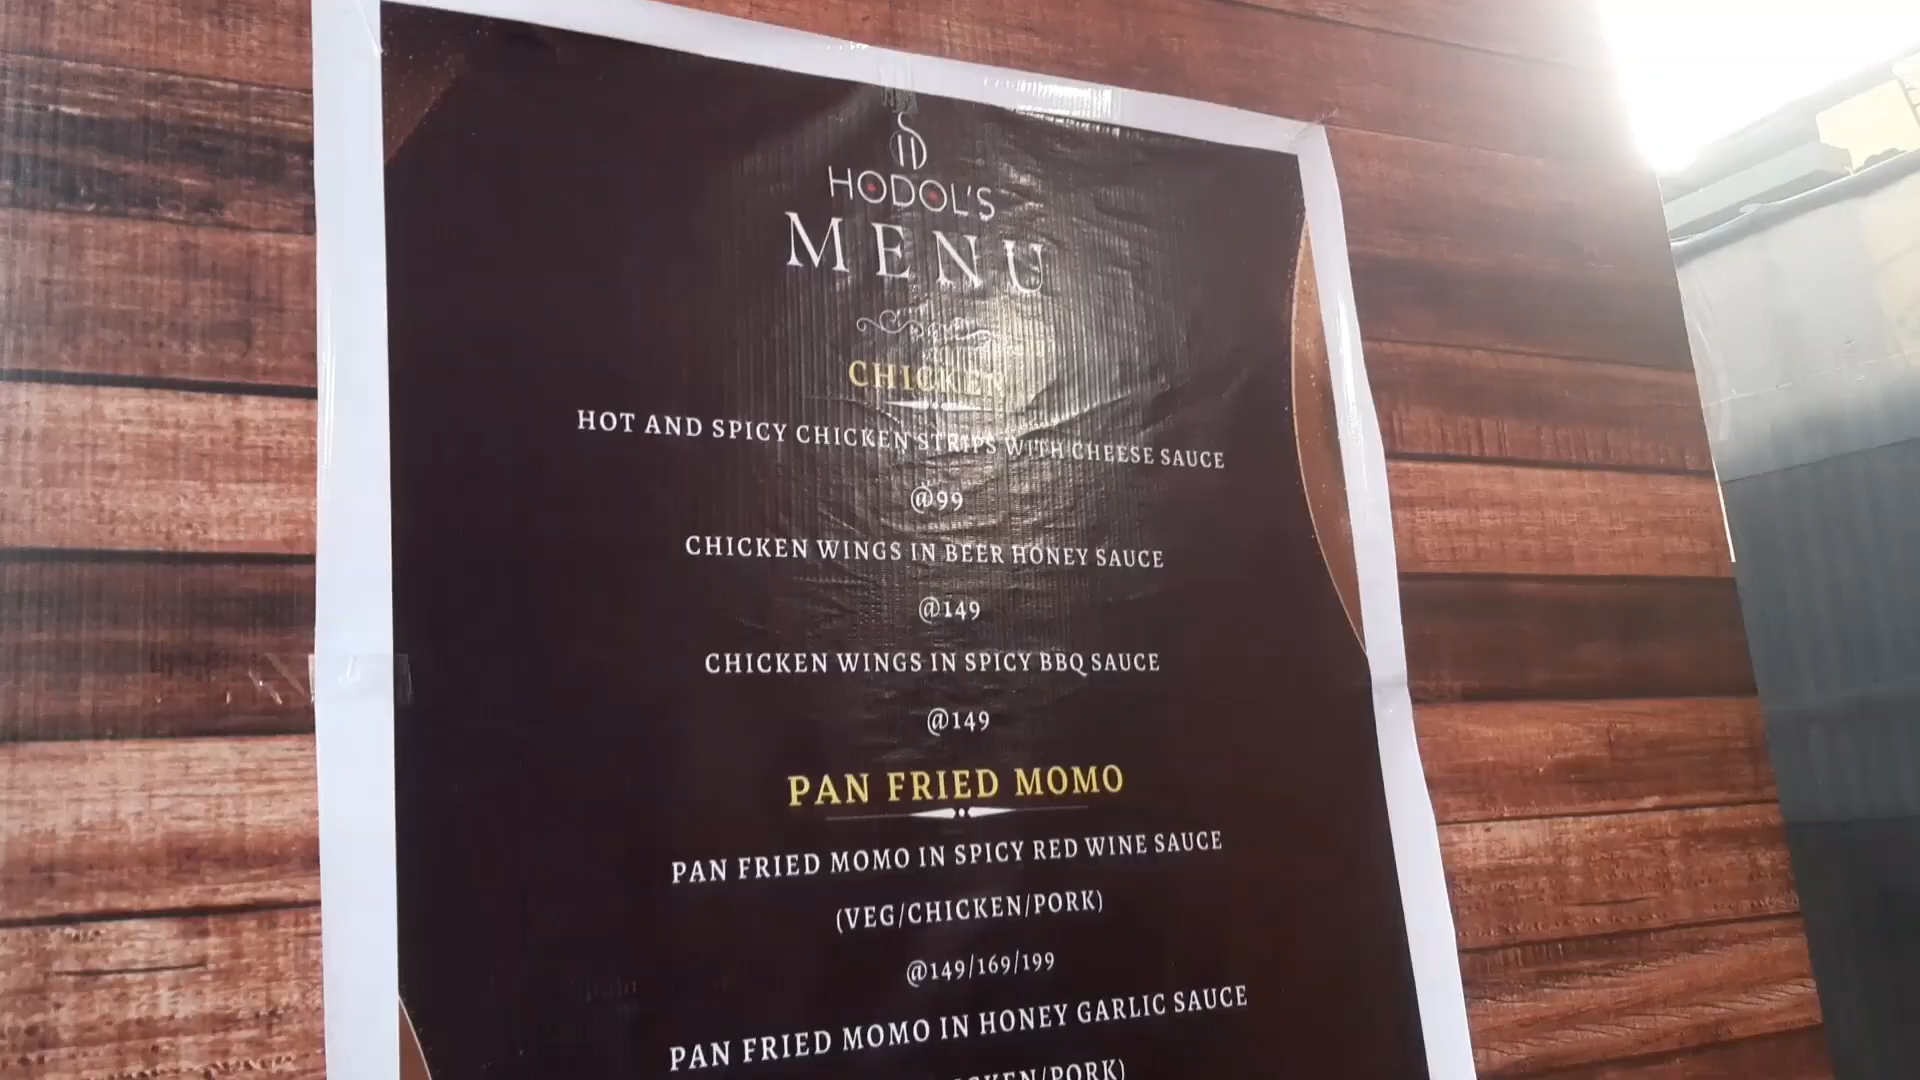 HODOL'S
MENU
CHICKEN
HOT AND SPICY CHICKEN STRIPS WITH CHEESE SAUCE
@99
CHICKEN WINGS IN BEER HONEY SAUCE
@149
CHICKEN WINGS IN SPICY BBQ SAUCE
@149
PAN FRIED MOMO
PAN FRIED MOMO IN SPICY RED WINE SAUCE
(VEG/CHICKEN/PORK)
@149/169/199
PAN FRIED MOMO IN HONEY GARLIC SAUCE
/PORK)